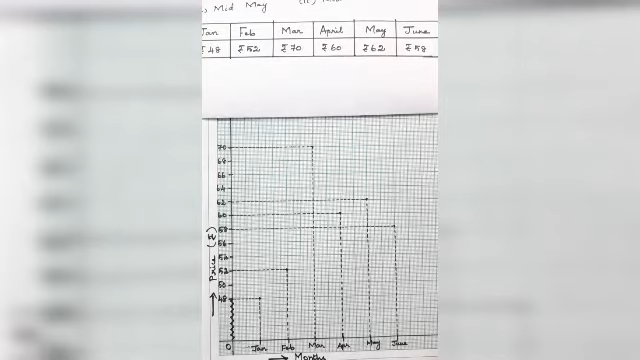 Mid May
Jan Feb Mar April May June
₹48 ₹52 ₹70 ₹60 ₹62 ₹58
70
68
66
64
62
60
58
56
54
52
50
48
Price (₹)
0 Jan Feb Mar Apr May June
Months